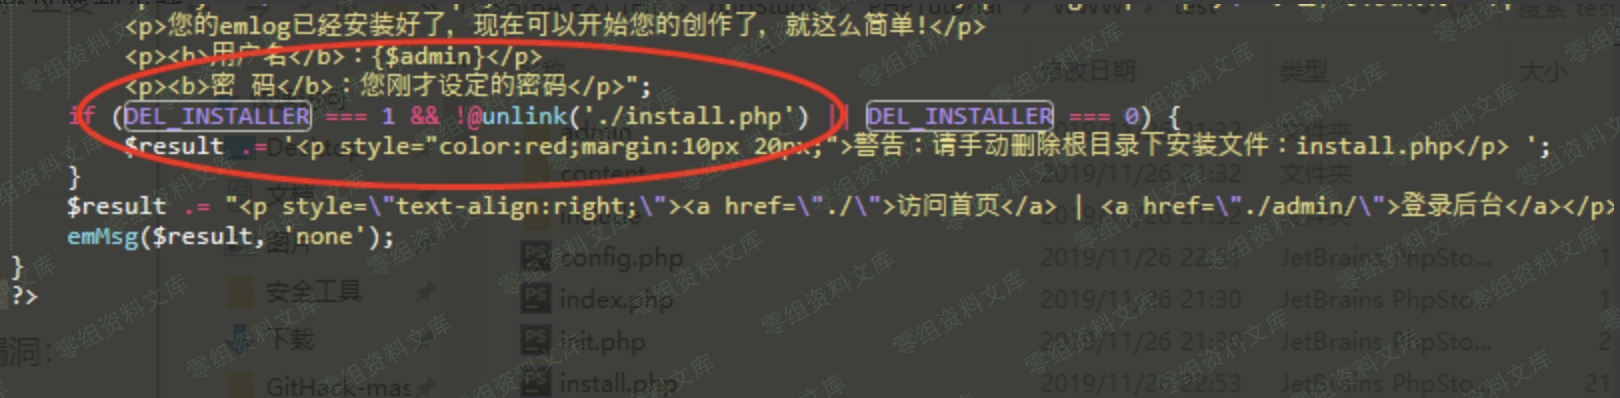 <p>您的emlog已经安装好了，现在可以开始您的创作了，就这么简单!</p>
<p><b>用户名</b>：{$admin}</p>
<p><b>密 码</b>：您刚才设定的密码</p>";
if (DEL_INSTALLER === 1 && !@unlink('./install.php') || DEL_INSTALLER === 0) {
$result .= '<p style="color:red;margin:10px 20px;">警告：请手动删除根目录下安装文件：install.php</p> ';
}
$result .= "<p style=\"text-align:right;\"><a href=\"./\">访问首页</a> | <a href=\"./admin/\">登录后台</a></p>
emMsg($result, 'none');
}
?>
修改日期 类型 大小
admin
content
2019/11/26 21:32 文件夹
图片 config.php JetBrains PhpSto...
安全工具 index.php 2019/11/26 21:30 JetBrains PhpSto...
下载 init.php JetBrains PhpSto...
GitHack-mas install.php 2019/11/26 22:53 JetBrains PhpSto...
漏洞：
零组资料文库